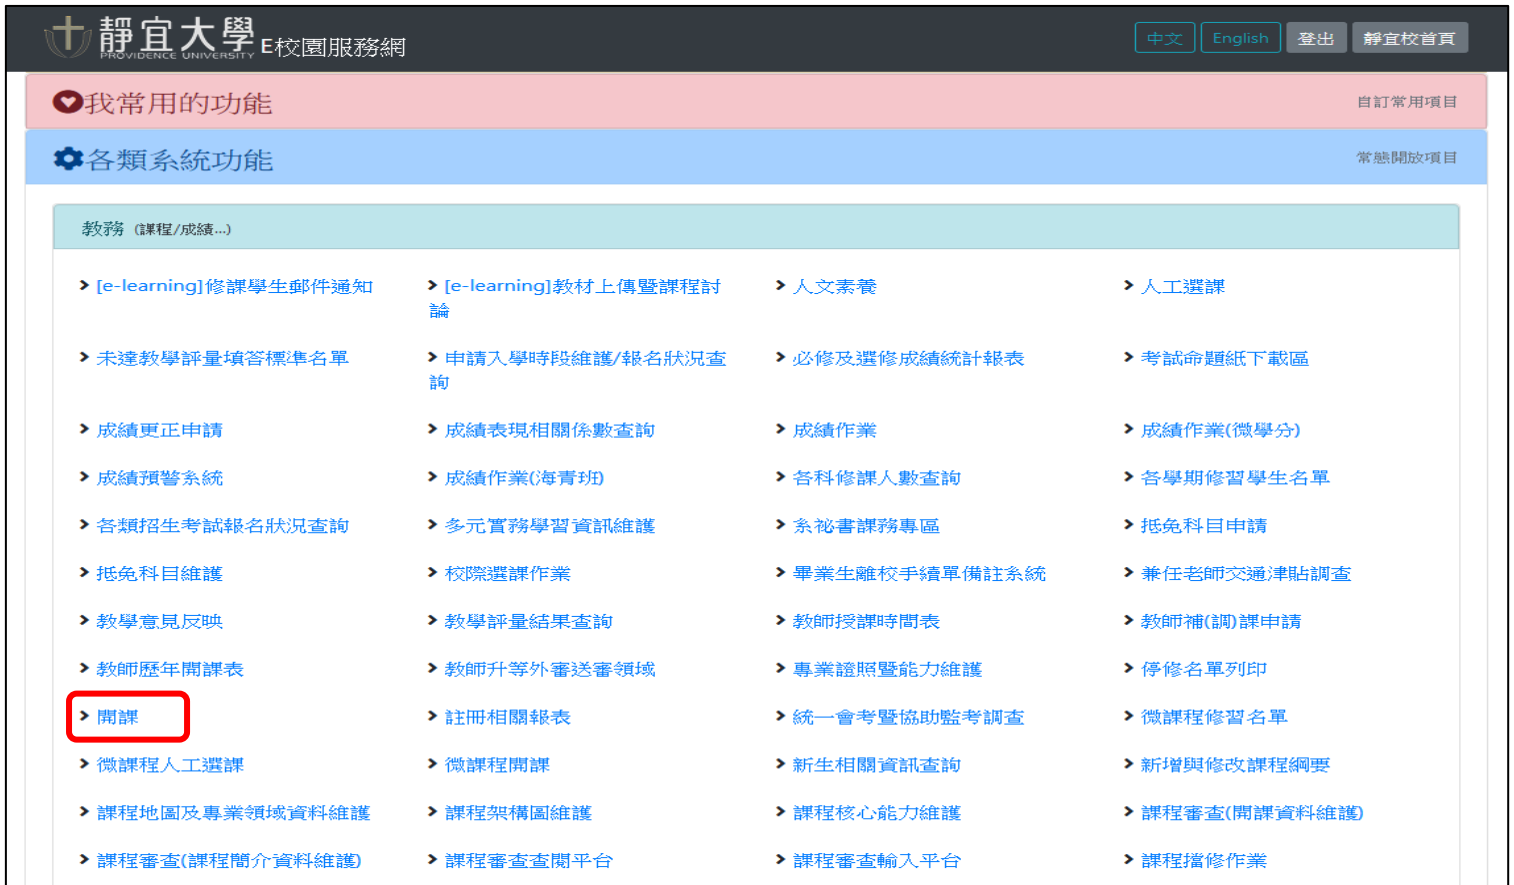 靜宜大學 E校園服務網
PROVIDENCE UNIVERSITY
中文 English 登出 靜宜校首頁
我常用的功能 自訂常用項目
各類系統功能 常態開放項目
教務 (課程/成績...)
[e-learning]修課學生郵件通知
[e-learning]教材上傳暨課程討
論
人文素養
人工選課
未達教學評量填答標準名單
申請入學時段維護/報名狀況查
詢
必修及選修成績統計報表
考試命題紙下載區
成績更正申請
成績表現相關係數查詢
成績作業
成績作業(微學分)
成績預警系統
成績作業(海青班)
各科修課人數查詢
各學期修習學生名單
各類招生考試報名狀況查詢
多元實務學習資訊維護
系祕書課務專區
抵免科目申請
抵免科目維護
校際選課作業
畢業生離校手續單備註系統
兼任老師交通津貼調查
教學意見反映
教學評量結果查詢
教師授課時間表
教師補(調)課申請
教師歷年開課表
教師升等外審送審領域
專業證照暨能力維護
停修名單列印
開課
註冊相關報表
統一會考暨協助監考調查
微課程修習名單
微課程人工選課
微課程開課
新生相關資訊查詢
新增與修改課程綱要
課程地圖及專業領域資料維護
課程架構圖維護
課程核心能力維護
課程審查(開課資料維護)
課程審查(課程簡介資料維護)
課程審查查閱平台
課程審查輸入平台
課程擋修作業